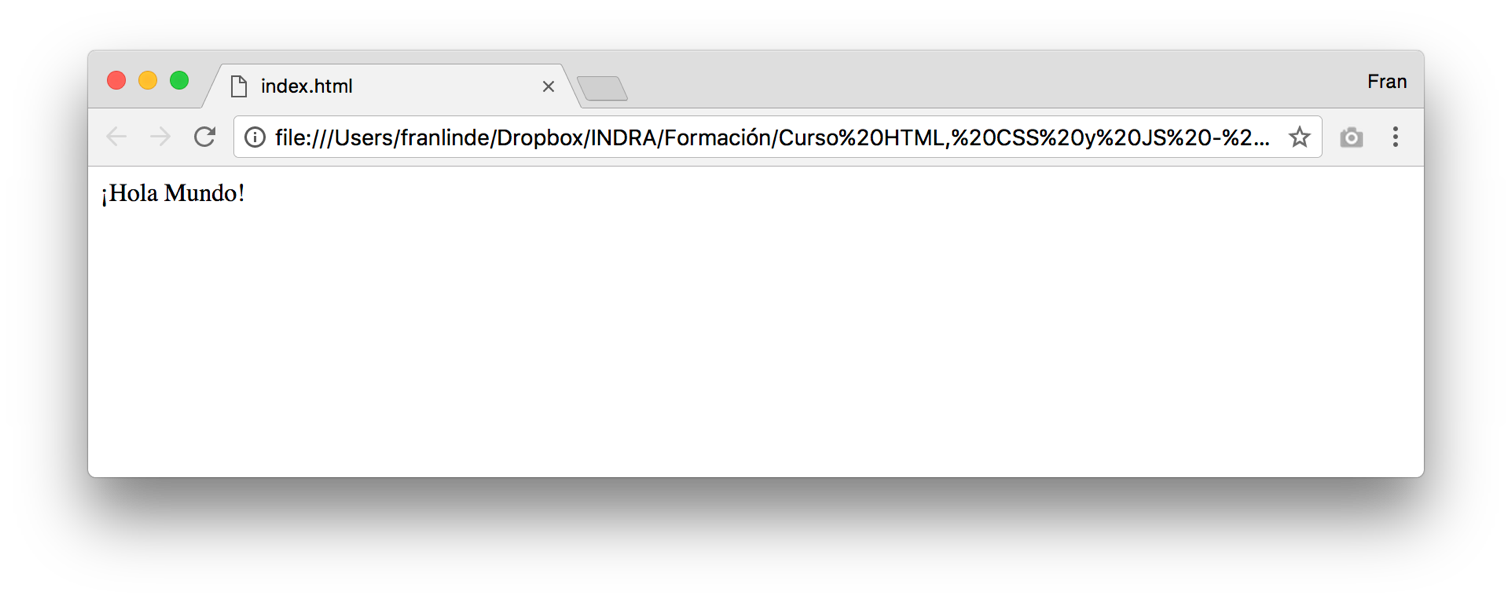 index.html
Fran
file:///Users/franlinde/Dropbox/INDRA/Formación/Curso%20HTML,%20CSS%20y%20JS%20-%2...
¡Hola Mundo!